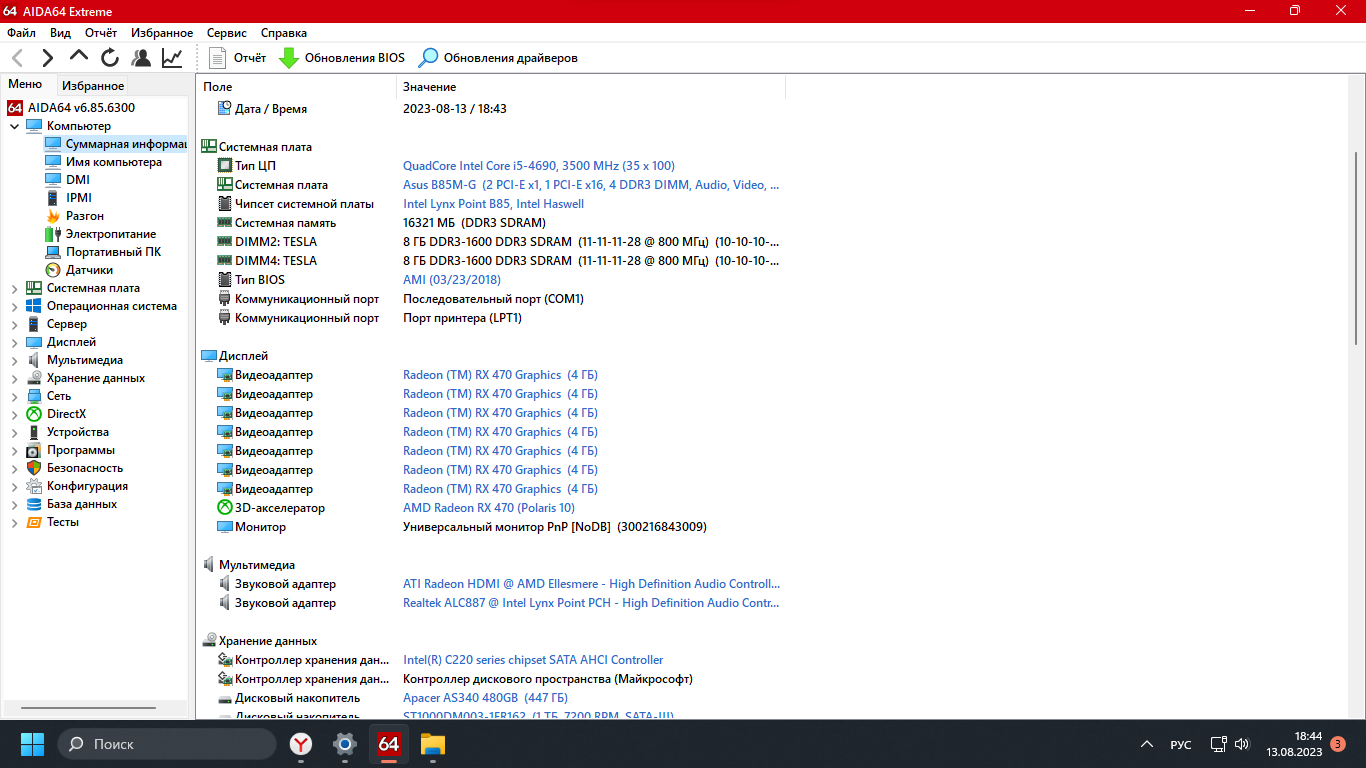 64 AIDA64 Extreme
Файл Вид Отчёт Избранное Сервис Справка
Отчёт Обновления BIOS Обновления драйверов
Меню Избранное
64 AIDA64 v6.85.6300
Компьютер
Суммарная информац
Имя компьютера
DMI
IPMI
Разгон
Электропитание
Портативный ПК
Датчики
Системная плата
Операционная система
Сервер
Дисплей
Мультимедиа
Хранение данных
Сеть
DirectX
Устройства
Программы
Безопасность
Конфигурация
База данных
Тесты
Поле Значение
Дата / Время 2023-08-13 / 18:43
Системная плата
Тип ЦП QuadCore Intel Core i5-4690, 3500 MHz (35 x 100)
Системная плата Asus B85M-G (2 PCI-E x1, 1 PCI-E x16, 4 DDR3 DIMM, Audio, Video, ...
Чипсет системной платы Intel Lynx Point B85, Intel Haswell
Системная память 16321 МБ (DDR3 SDRAM)
DIMM2: TESLA 8 ГБ DDR3-1600 DDR3 SDRAM (11-11-11-28 @ 800 МГц) (10-10-10-...
DIMM4: TESLA 8 ГБ DDR3-1600 DDR3 SDRAM (11-11-11-28 @ 800 МГц) (10-10-10-...
Тип BIOS AMI (03/23/2018)
Коммуникационный порт Последовательный порт (COM1)
Коммуникационный порт Порт принтера (LPT1)
Дисплей
Видеоадаптер Radeon (TM) RX 470 Graphics (4 ГБ)
Видеоадаптер Radeon (TM) RX 470 Graphics (4 ГБ)
Видеоадаптер Radeon (TM) RX 470 Graphics (4 ГБ)
Видеоадаптер Radeon (TM) RX 470 Graphics (4 ГБ)
Видеоадаптер Radeon (TM) RX 470 Graphics (4 ГБ)
Видеоадаптер Radeon (TM) RX 470 Graphics (4 ГБ)
Видеоадаптер Radeon (TM) RX 470 Graphics (4 ГБ)
3D-акселератор AMD Radeon RX 470 (Polaris 10)
Монитор Универсальный монитор PnP [NoDB] (300216843009)
Мультимедиа
Звуковой адаптер ATI Radeon HDMI @ AMD Ellesmere - High Definition Audio Controll...
Звуковой адаптер Realtek ALC887 @ Intel Lynx Point PCH - High Definition Audio Contr...
Хранение данных
Контроллер хранения дан... Intel(R) C220 series chipset SATA AHCI Controller
Контроллер хранения дан... Контроллер дискового пространства (Майкрософт)
Дисковый накопитель Apacer AS340 480GB (447 ГБ)
Дисковый накопитель ST1000DM003-1ER162 (1 ТБ, 7200 RPM, SATA-III)
Поиск 64 РУС 18:44
13.08.2023 3